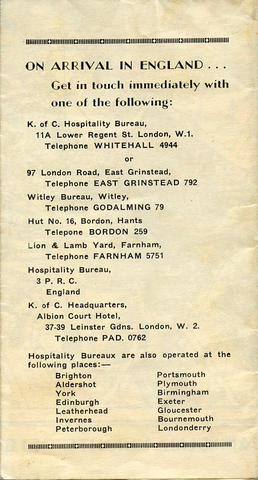 ON ARRIVAL IN ENGLAND . . .
Get in touch immediately with
one of the following:
K. of C. Hospitality Bureau,
11A Lower Regent St. London, W.1.
Telephone WHITEHALL 4944
or
97 London Road, East Grinstead,
Telephone EAST GRINSTEAD 792
Witley Bureau, Witley,
Telephone GODALMING 79
Hut No. 16, Bordon, Hants
Telepone BORDON 259
Lion & Lamb Yard, Farnham,
Telephone FARNHAM 5751
Hospitality Bureau,
3 P. R. C.
England
K. of C. Headquarters,
Albion Court Hotel,
37-39 Leinster Gdns. London, W. 2.
Telephone PAD. 0762
Hospitality Bureaux are also operated at the
following places:—
Brighton Portsmouth
Aldershot Plymouth
York Birmingham
Edinburgh Exeter
Leatherhead Gloucester
Invernes Bournemouth
Peterborough Londonderry